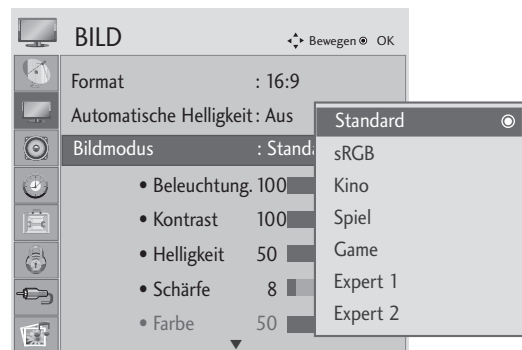 BILD
Bewegen OK
Format : 16:9
Automatische Helligkeit: Aus
Bildmodus : Standa
• Beleuchtung. 100
• Kontrast 100
• Helligkeit 50
• Schärfe 8
• Farbe 50
Standard
sRGB
Kino
Spiel
Game
Expert 1
Expert 2